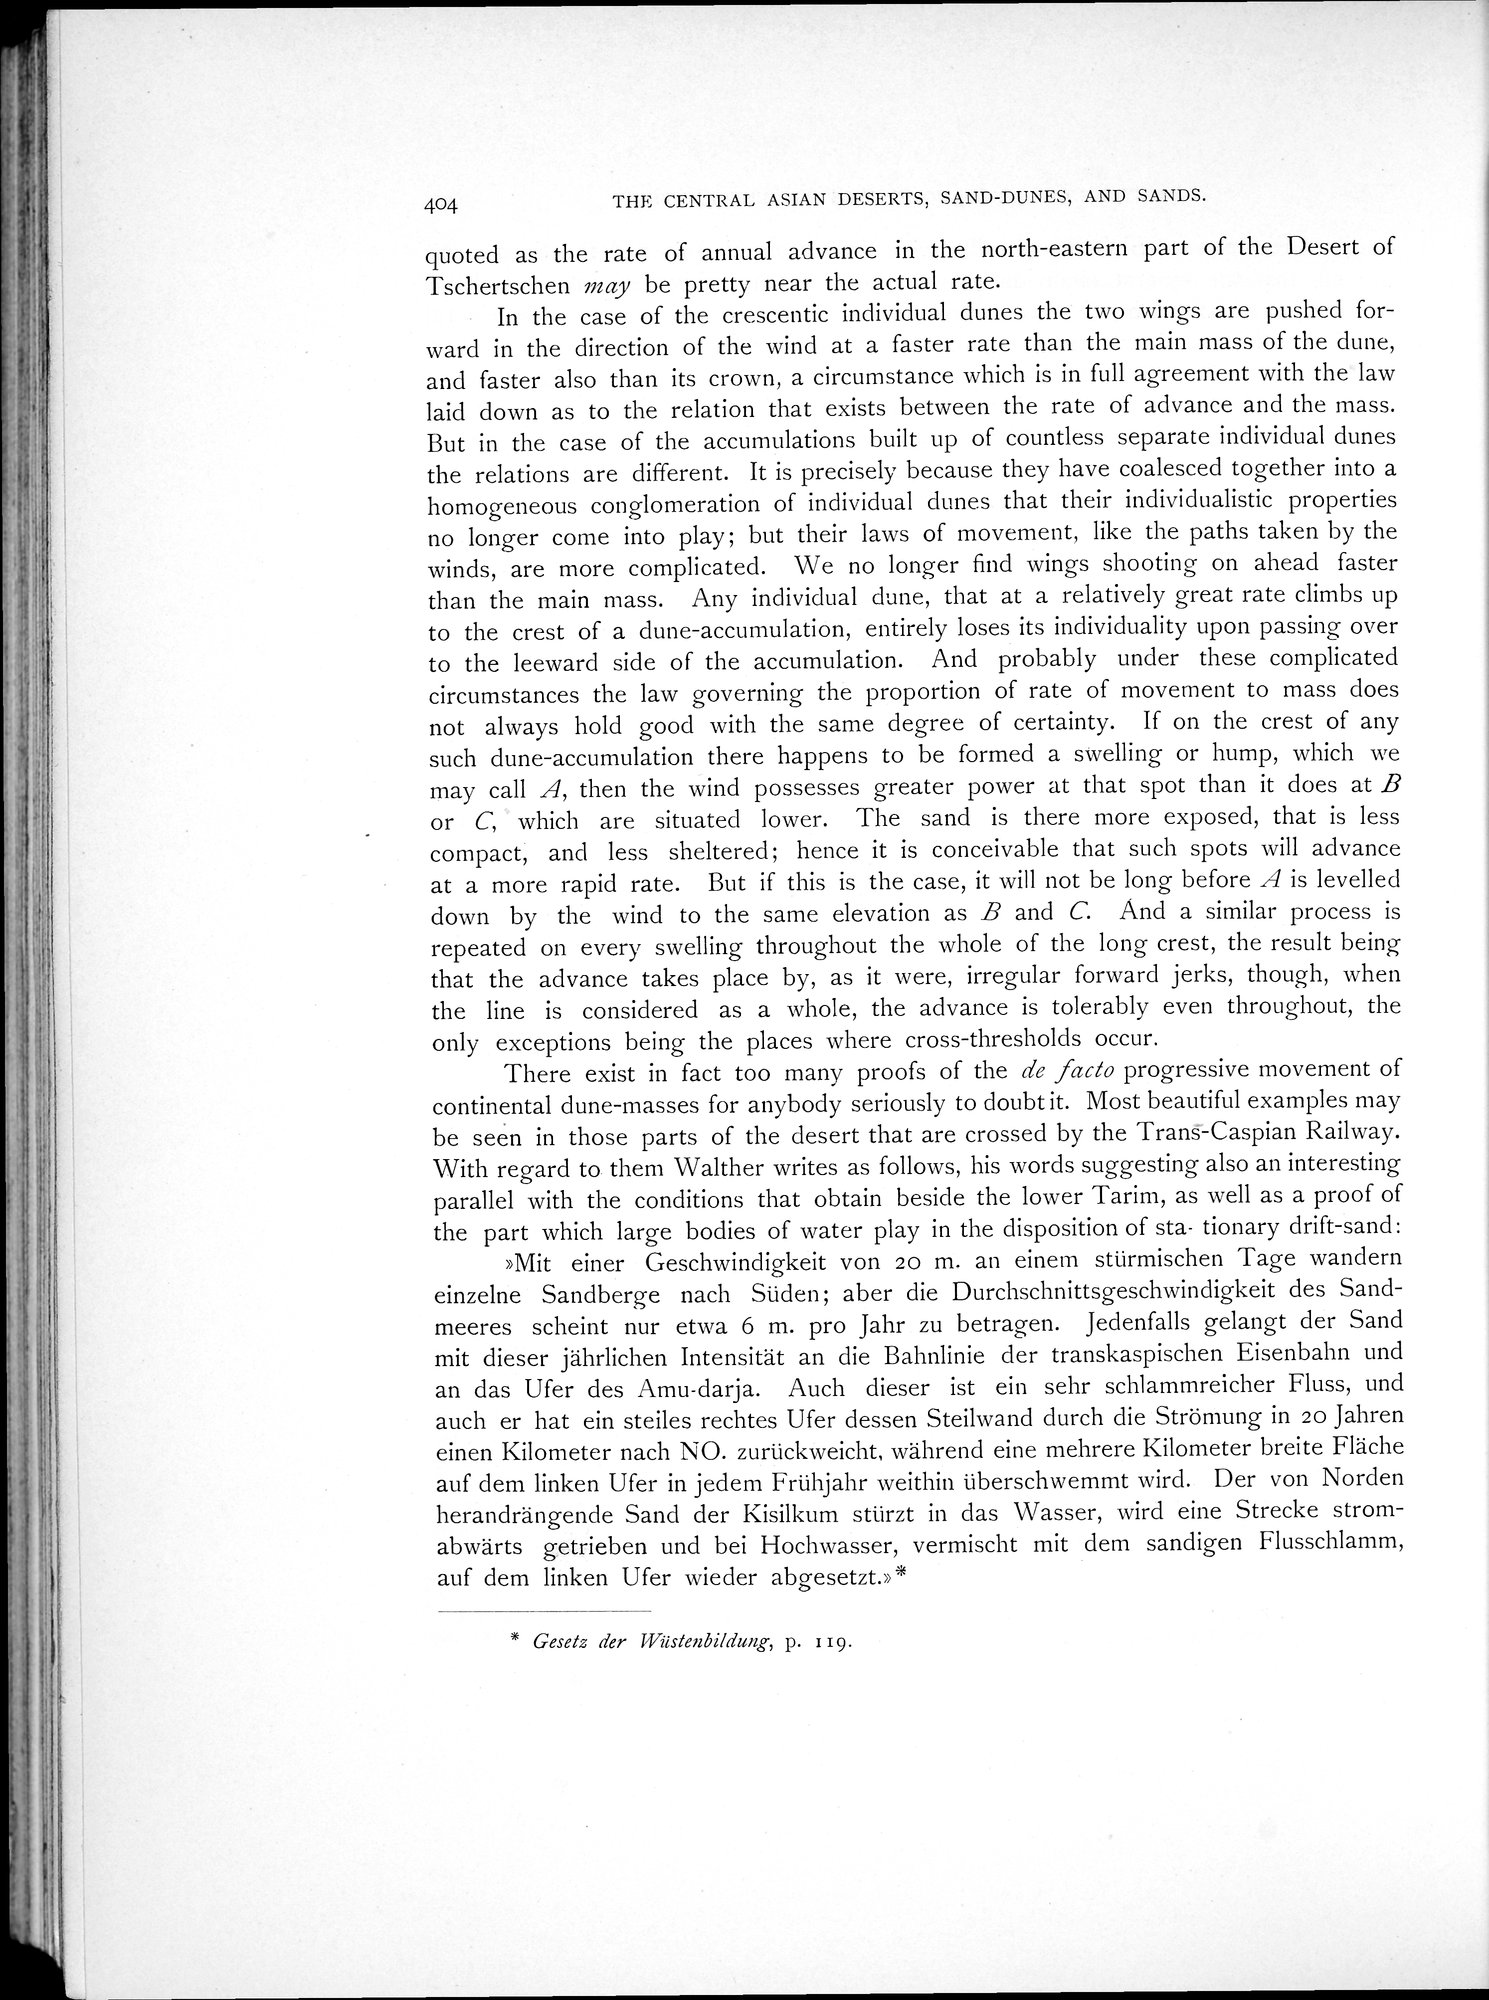 404 THE CENTRAL ASIAN DESERTS, SAND-DUNES, AND SANDS.
quoted as the rate of annual advance in the north-eastern part of the Desert of
Tschertschen may be pretty near the actual rate.
In the case of the crescentic individual dunes the two wings are pushed for-
ward in the direction of the wind at a faster rate than the main mass of the dune,
and faster also than its crown, a circumstance which is in full agreement with the law
laid down as to the relation that exists between the rate of advance and the mass.
But in the case of the accumulations built up of countless separate individual dunes
the relations are different. It is precisely because they have coalesced together into a
homogeneous conglomeration of individual dunes that their individualistic properties
no longer come into play; but their laws of movement, like the paths taken by the
winds, are more complicated. We no longer find wings shooting on ahead faster
than the main mass. Any individual dune, that at a relatively great rate climbs up
to the crest of a dune-accumulation, entirely loses its individuality upon passing over
to the leeward side of the accumulation. And probably under these complicated
circumstances the law governing the proportion of rate of movement to mass does
not always hold good with the same degree of certainty. If on the crest of any
such dune-accumulation there happens to be formed a swelling or hump, which we
may call A, then the wind possesses greater power at that spot than it does at B
or C, which are situated lower. The sand is there more exposed, that is less
compact, and less sheltered; hence it is conceivable that such spots will advance
at a more rapid rate. But if this is the case, it will not be long before A is levelled
down by the wind to the same elevation as B and C. And a similar process is
repeated on every swelling throughout the whole of the long crest, the result being
that the advance takes place by, as it were, irregular forward jerks, though, when
the line is considered as a whole, the advance is tolerably even throughout, the
only exceptions being the places where cross-thresholds occur.
There exist in fact too many proofs of the de facto progressive movement of
continental dune-masses for anybody seriously to doubt it. Most beautiful examples may
be seen in those parts of the desert that are crossed by the Trans-Caspian Railway.
With regard to them Walther writes as follows, his words suggesting also an interesting
parallel with the conditions that obtain beside the lower Tarim, as well as a proof of
the part which large bodies of water play in the disposition of sta- tionary drift-sand:
»Mit einer Geschwindigkeit von 20 m. an einem stürmischen Tage wandern
einzelne Sandberge nach Süden; aber die Durchschnittsgeschwindigkeit des Sand-
meeres scheint nur etwa 6 m. pro Jahr zu betragen. Jedenfalls gelangt der Sand
mit dieser jährlichen Intensität an die Bahnlinie der transkaspischen Eisenbahn und
an das Ufer des Amu-darja. Auch dieser ist ein sehr schlammreicher Fluss, und
auch er hat ein steiles rechtes Ufer dessen Steilwand durch die Strömung in 20 Jahren
einen Kilometer nach NO. zurückweicht, während eine mehrere Kilometer breite Fläche
auf dem linken Ufer in jedem Frühjahr weithin überschwemmt wird. Der von Norden
herandrängende Sand der Kisilkum stürzt in das Wasser, wird eine Strecke strom-
abwärts getrieben und bei Hochwasser, vermischt mit dem sandigen Flusschlamm,
auf dem linken Ufer wieder abgesetzt.»*
* Gesetz der Wüstenbildung, p. 119.